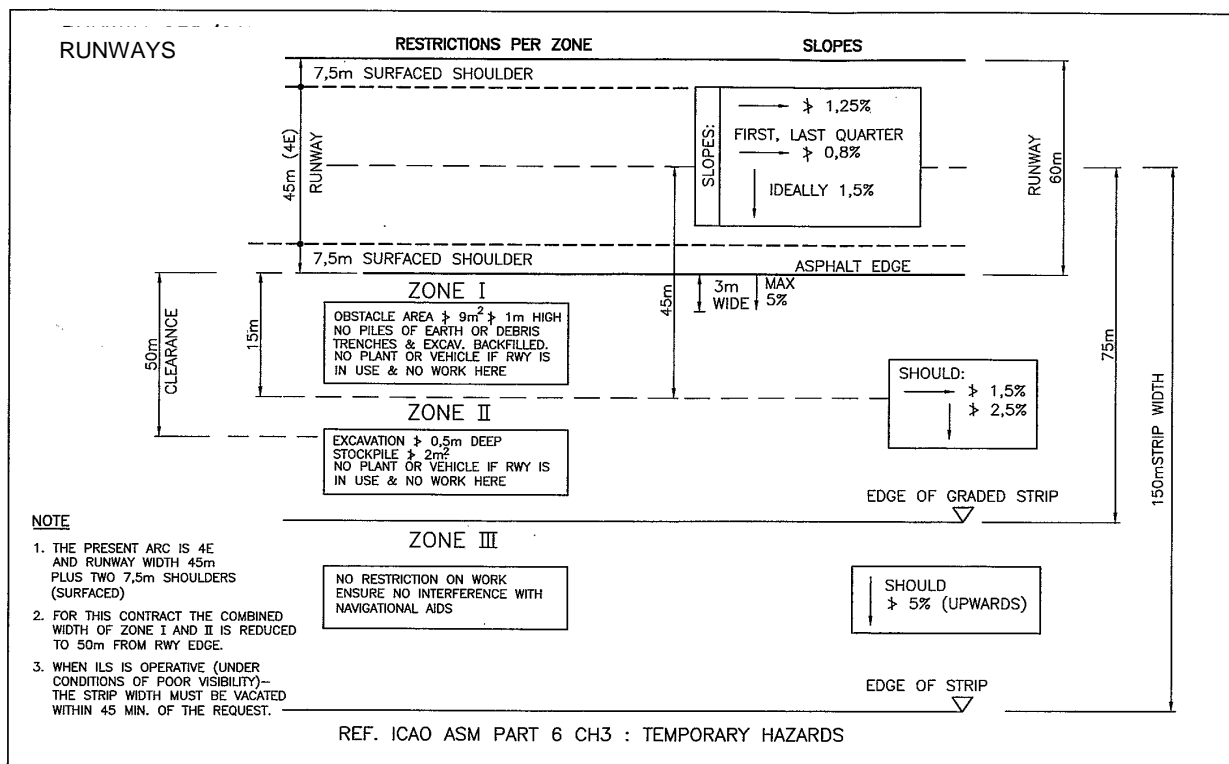 RUNWAYS
RESTRICTIONS PER ZONE
SLOPES
7,5m SURFACED SHOULDER
45m (4E)
RUNWAY
SLOPES:
≯ 1,25%
FIRST, LAST QUARTER
≯ 0,8%
IDEALLY 1,5%
RUNWAY
60m
7,5m SURFACED SHOULDER
ASPHALT EDGE
ZONE I
OBSTACLE AREA ≯ 9m² ≯ 1m HIGH
NO PILES OF EARTH OR DEBRIS
TRENCHES & EXCAV. BACKFILLED.
NO PLANT OR VEHICLE IF RWY IS
IN USE & NO WORK HERE
50m
CLEARANCE
15m
45m
3m
WIDE
MAX
5%
75m
150m STRIP WIDTH
SHOULD:
≯ 1,5%
≯ 2,5%
ZONE II
EXCAVATION ≯ 0,5m DEEP
STOCKPILE ≯ 2m²
NO PLANT OR VEHICLE IF RWY IS
IN USE & NO WORK HERE
EDGE OF GRADED STRIP
ZONE III
NO RESTRICTION ON WORK
ENSURE NO INTERFERENCE WITH
NAVIGATIONAL AIDS
SHOULD
≯ 5% (UPWARDS)
EDGE OF STRIP
NOTE
1. THE PRESENT ARC IS 4E
AND RUNWAY WIDTH 45m
PLUS TWO 7,5m SHOULDERS
(SURFACED)
2. FOR THIS CONTRACT THE COMBINED
WIDTH OF ZONE I AND II IS REDUCED
TO 50m FROM RWY EDGE.
3. WHEN ILS IS OPERATIVE (UNDER
CONDITIONS OF POOR VISIBILITY)–
THE STRIP WIDTH MUST BE VACATED
WITHIN 45 MIN. OF THE REQUEST.
REF. ICAO ASM PART 6 CH3 : TEMPORARY HAZARDS